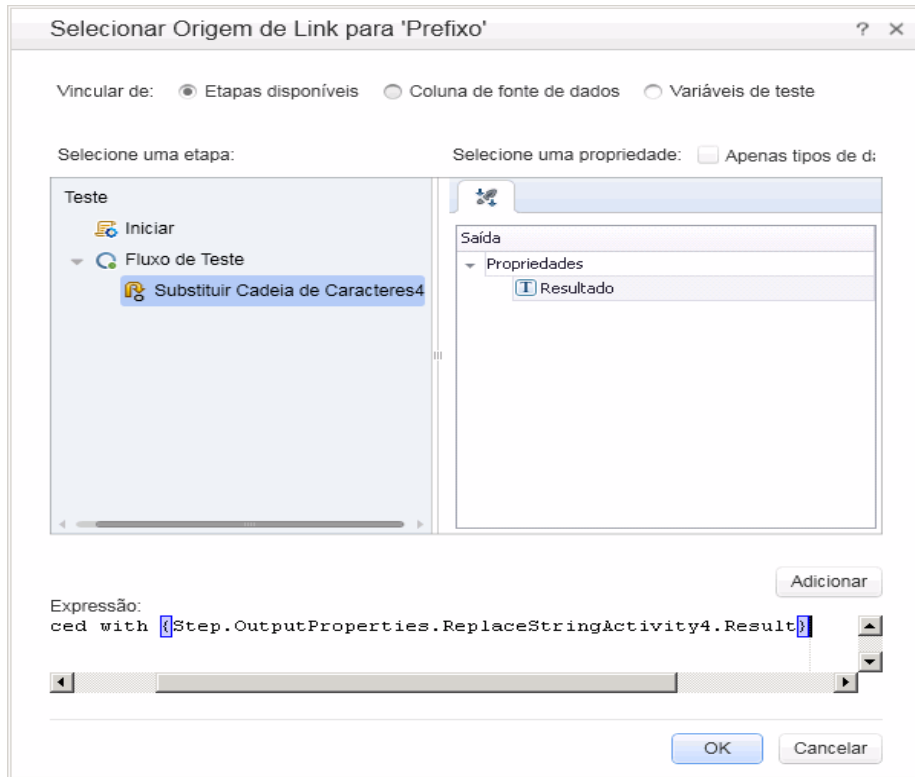 Selecionar Origem de Link para 'Prefixo'
Vincular de: Etapas disponíveis Coluna de fonte de dados Variáveis de teste
Selecione uma etapa: Selecione uma propriedade: Apenas tipos de da
Teste
Iniciar
Fluxo de Teste
Substituir Cadeia de Caracteres4
Saída
Propriedades
T Resultado
Adicionar
Expressão:
ced with {Step.OutputProperties.ReplaceStringActivity4.Result}
OK Cancelar